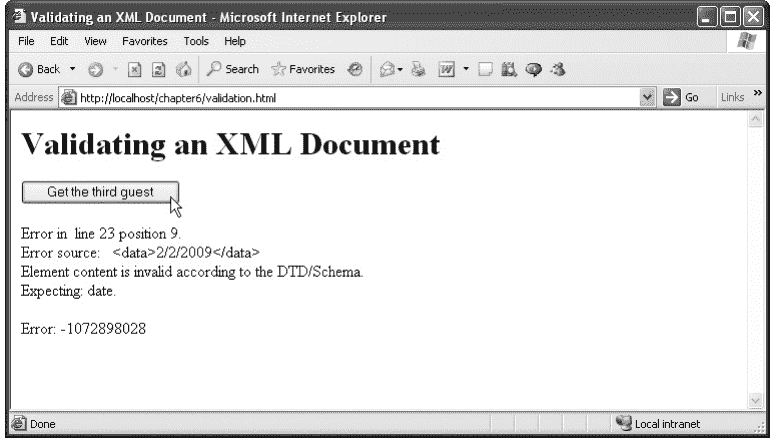 Validating an XML Document - Microsoft Internet Explorer
File Edit View Favorites Tools Help
Back Search Favorites
Address http://localhost/chapter6/validation.html Go Links »
Validating an XML Document
Get the third guest
Error in line 23 position 9.
Error source: <data>2/2/2009</data>
Element content is invalid according to the DTD/Schema.
Expecting: date.
Error: -1072898028
Done Local intranet